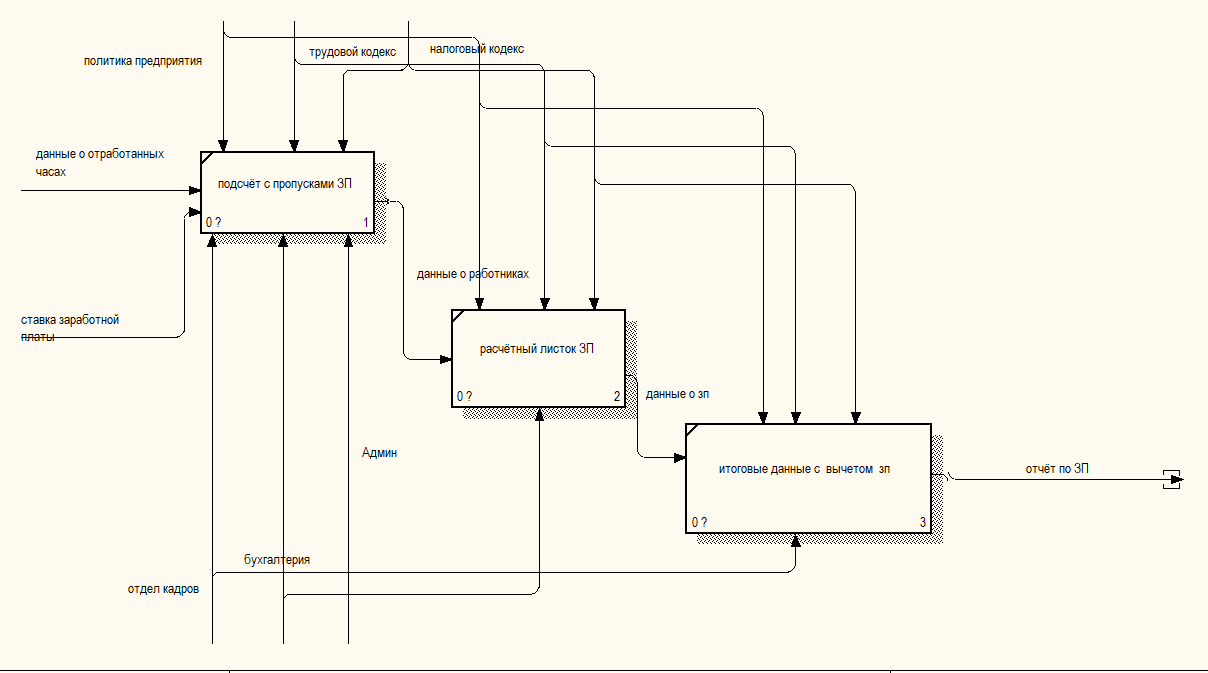 трудовой кодекс
налоговый кодекс
политика предприятия
данные о отработанных
часах
подсчёт с пропусками ЗП
0 ?
1
данные о работниках
ставка заработной
платы
расчётный листок ЗП
0 ?
2
данные о зп
Админ
итоговые данные с вычетом зп
0 ?
3
отчёт по ЗП
бухгалтерия
отдел кадров